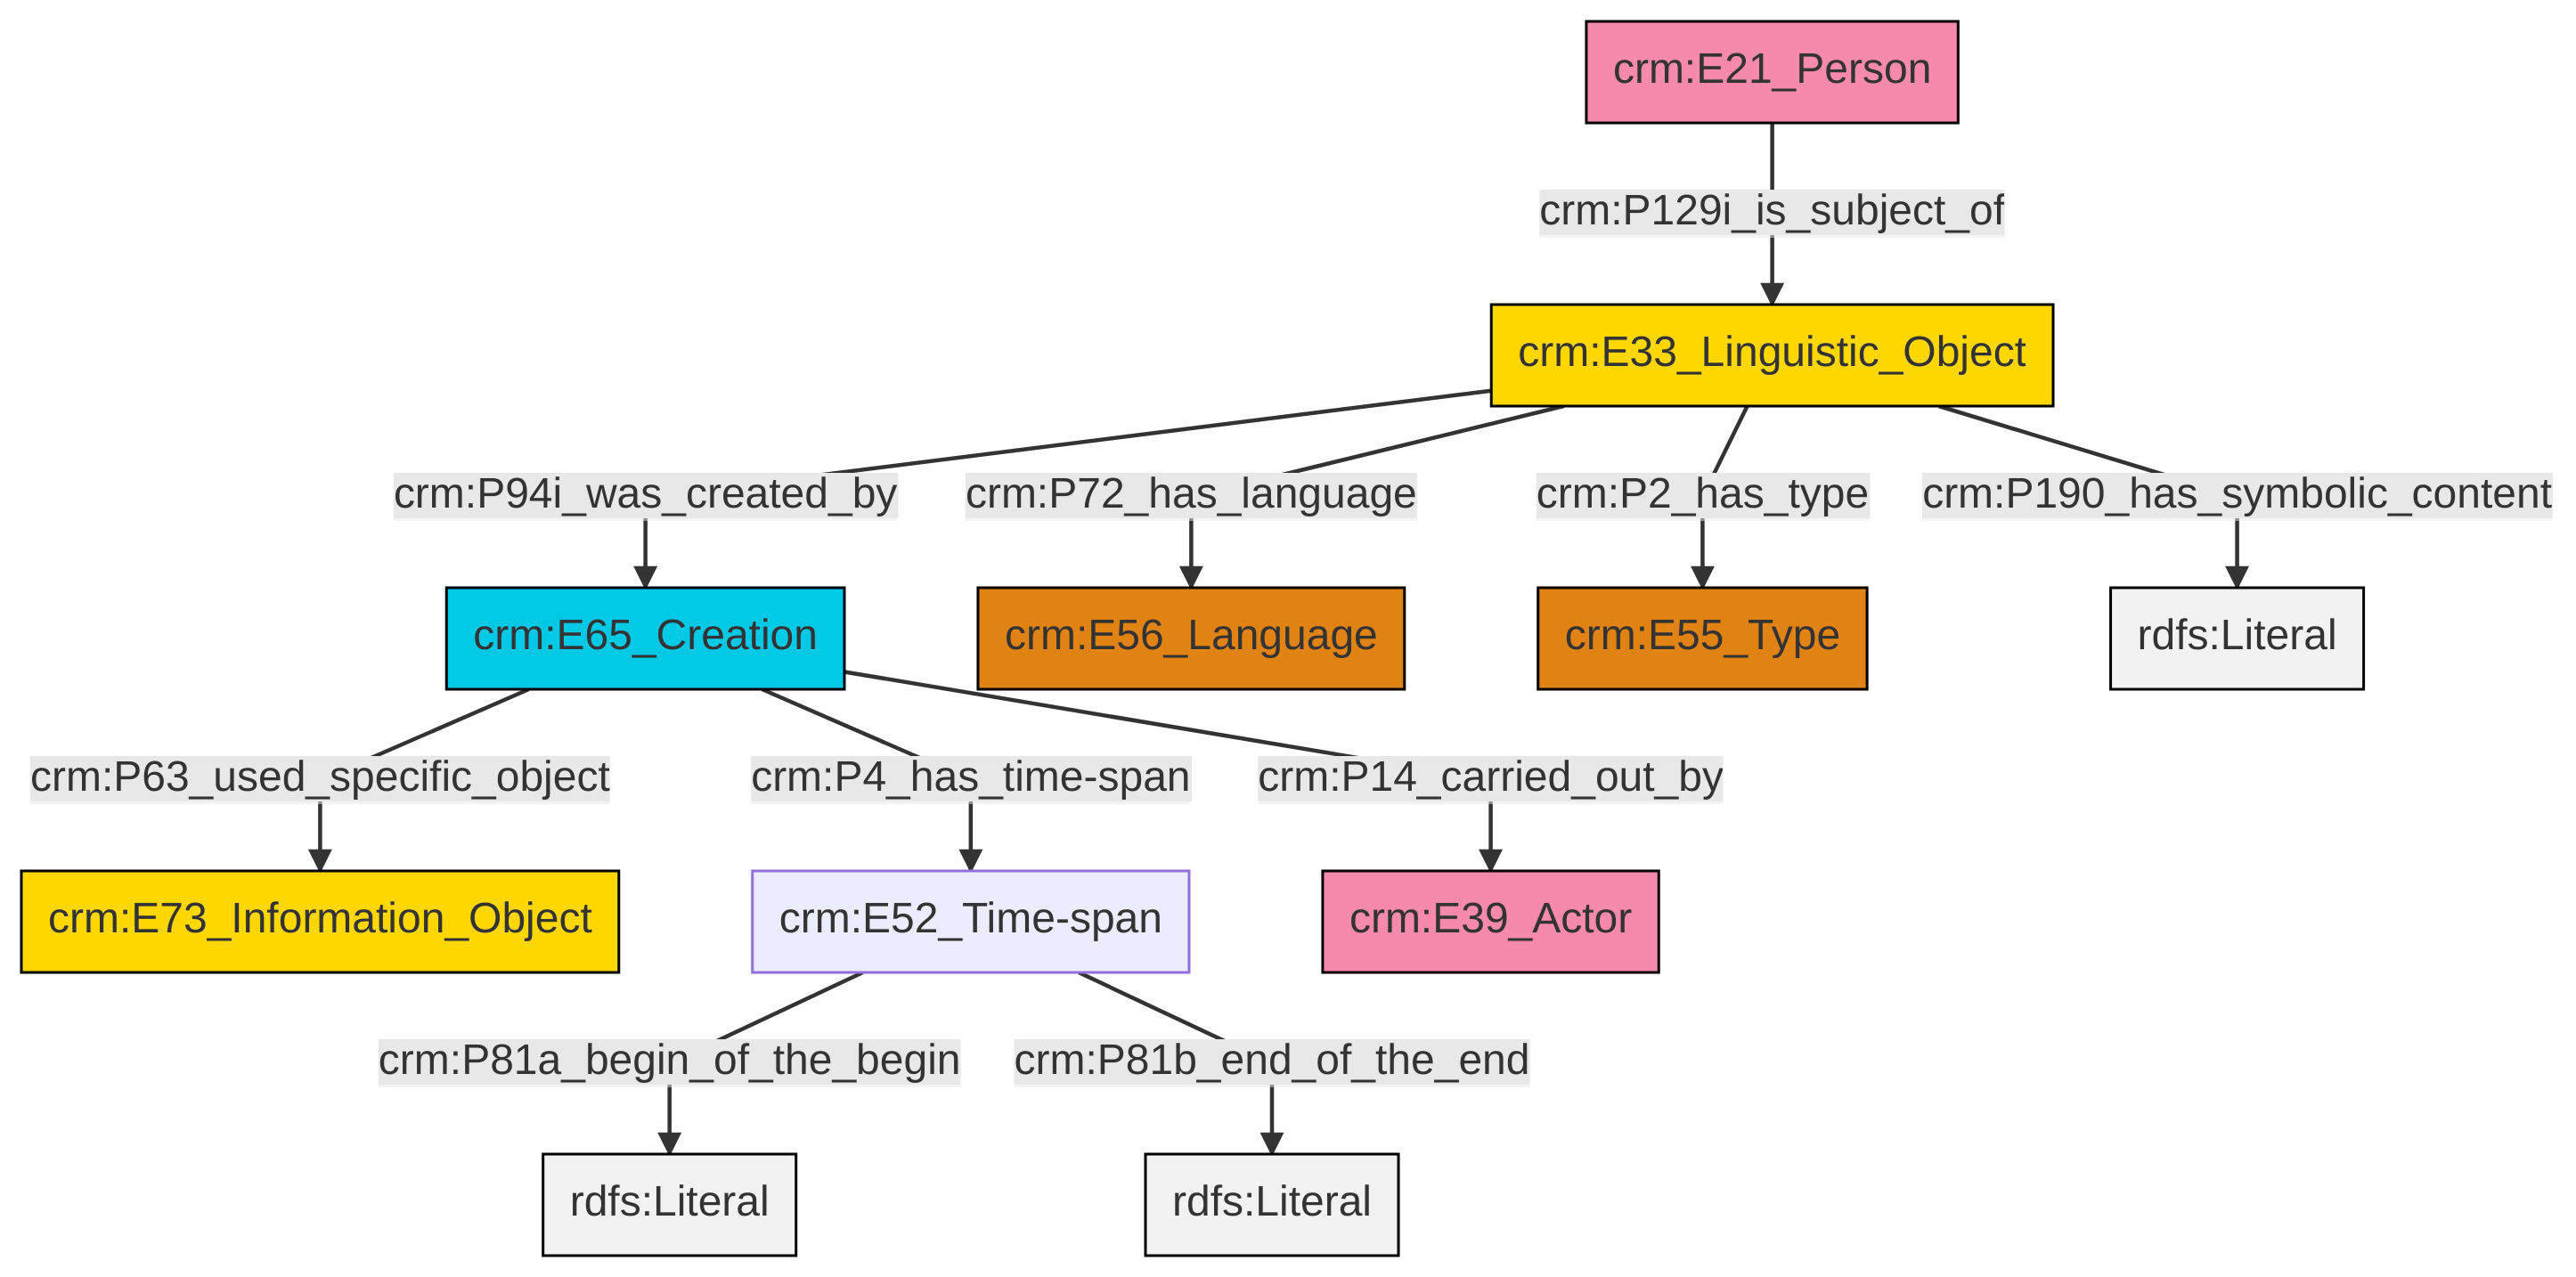 crm:E21_Person
crm:P129i_is_subject_of
crm:E33_Linguistic_Object
crm:P94i_was_created_by
crm:P72_has_language
crm:P2_has_type
crm:P190_has_symbolic_content
crm:E65_Creation
crm:E56_Language
crm:E55_Type
rdfs:Literal
crm:P63_used_specific_object
crm:P4_has_time-span
crm:P14_carried_out_by
crm:E73_Information_Object
crm:E52_Time-span
crm:E39_Actor
crm:P81a_begin_of_the_begin
crm:P81b_end_of_the_end
rdfs:Literal
rdfs:Literal